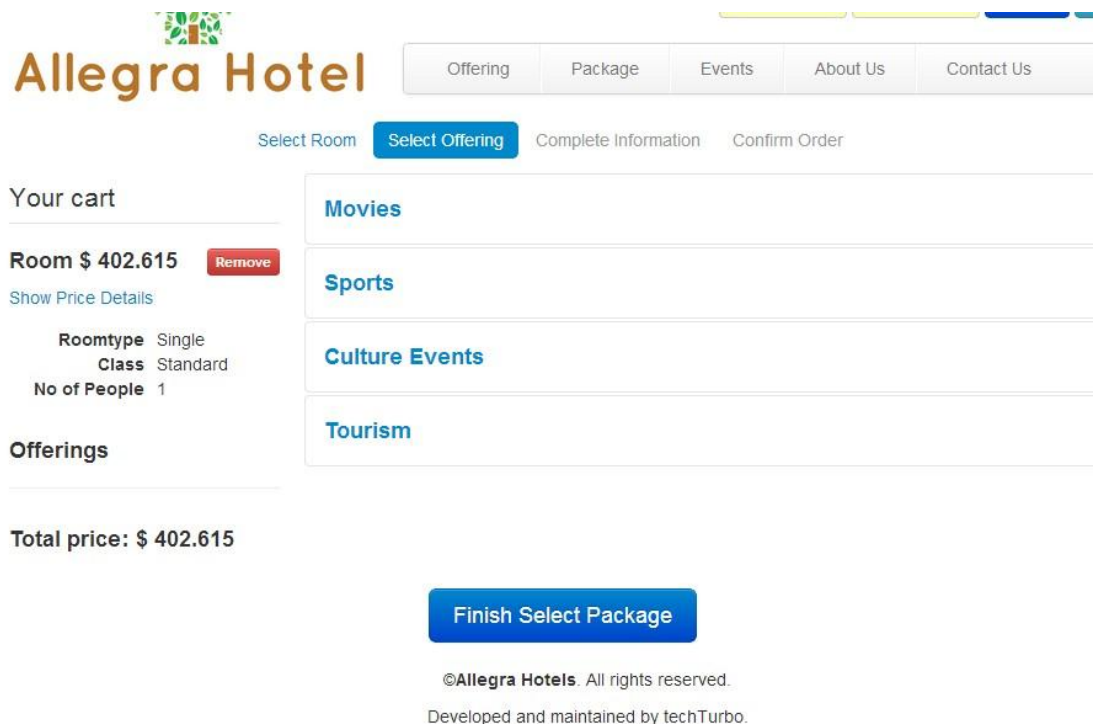 Allegra Hotel
Offering Package Events About Us Contact Us
Select Room Select Offering Complete Information Confirm Order
Your cart
Room $ 402.615 Remove
Show Price Details
Roomtype Single
Class Standard
No of People 1
Offerings
Total price: $ 402.615
Movies
Sports
Culture Events
Tourism
Finish Select Package
©Allegra Hotels. All rights reserved.
Developed and maintained by techTurbo.